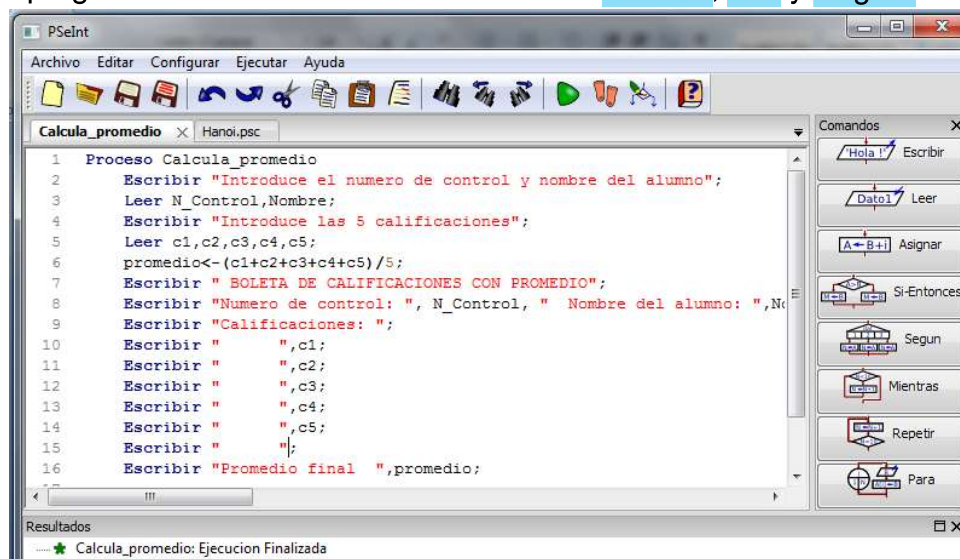 PSeInt
Archivo Editar Configurar Ejecutar Ayuda
Calcula_promedio Hanoi.psc
1 Proceso Calcula_promedio
2 Escribir "Introduce el numero de control y nombre del alumno";
3 Leer N_Control,Nombre;
4 Escribir "Introduce las 5 calificaciones";
5 Leer c1,c2,c3,c4,c5;
6 promedio<-(c1+c2+c3+c4+c5)/5;
7 Escribir " BOLETA DE CALIFICACIONES CON PROMEDIO";
8 Escribir "Numero de control: ", N_Control, "  Nombre del alumno: ",No
9 Escribir "Calificaciones: ";
10 Escribir "       ",c1;
11 Escribir "       ",c2;
12 Escribir "       ",c3;
13 Escribir "       ",c4;
14 Escribir "       ",c5;
15 Escribir "       ";
16 Escribir "Promedio final  ",promedio;
Comandos
'Hola !' Escribir
Dato1 Leer
A←B+i Asignar
Si-Entonces
Segun
Mientras
Repetir
Para
Resultados
Calcula_promedio: Ejecucion Finalizada